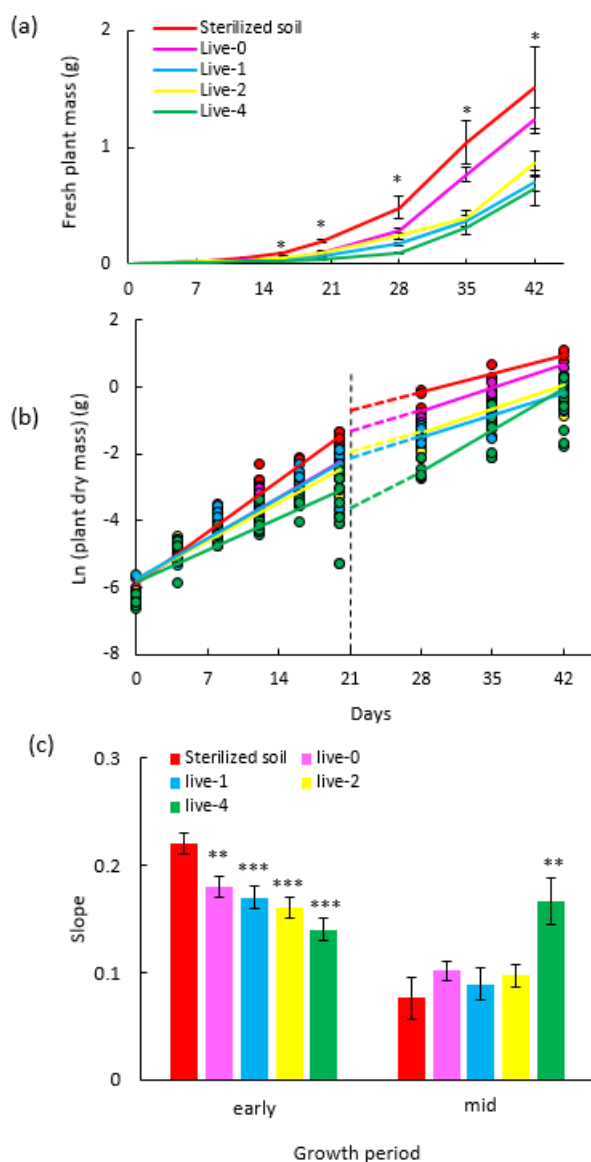 (a)
Fresh plant mass (g)
2
1
0
Sterilized soil
Live-0
Live-1
Live-2
Live-4
* * * * *
*
0 7 14 21 28 35 42
(b)
Ln (plant dry mass) (g)
2
0
-2
-4
-6
-8
0 7 14 21 28 35 42
Days
(c)
Sterilized soil live-0
live-1 live-2
live-4
Slope
0.3
0.2
0.1
0
** *** *** *** **
early mid
Growth period